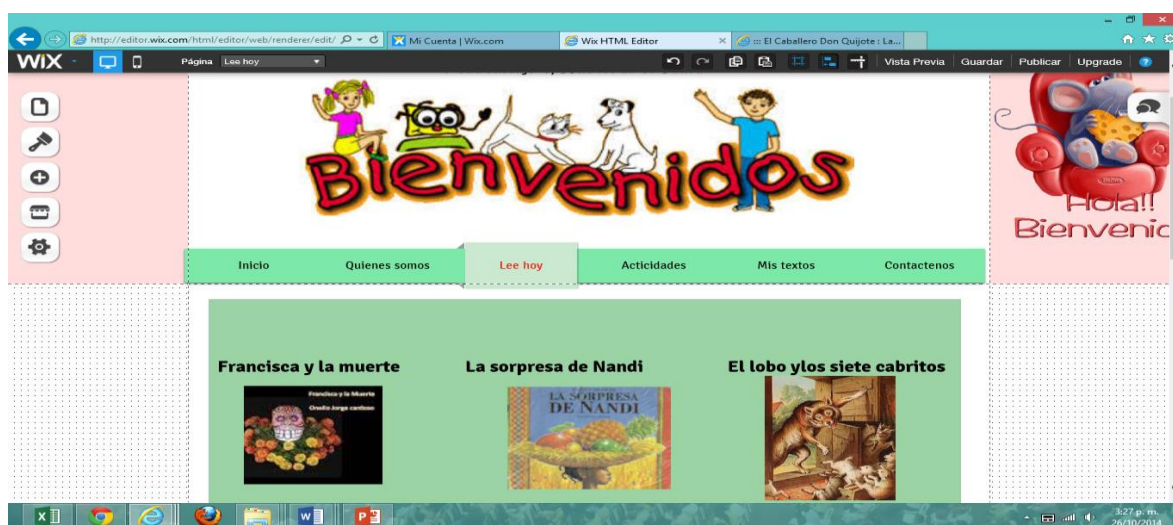 http://editor.wix.com/html/editor/web/renderer/edit/
Mi Cuenta | Wix.com
Wix HTML Editor
::: El Caballero Don Quijote : La...
WiX
Página
Lee hoy
Vista Previa
Guardar
Publicar
Upgrade
Bienvenidos
Hola!!
Bienvenic
Inicio
Quienes somos
Lee hoy
Acticidades
Mis textos
Contactenos
Francisca y la muerte
La sorpresa de Nandi
El lobo ylos siete cabritos
Francisca y la Muerte
Onelio Jorge cardoso
LA SORPRESA
DE NANDI
3:27 p. m.
26/10/2014